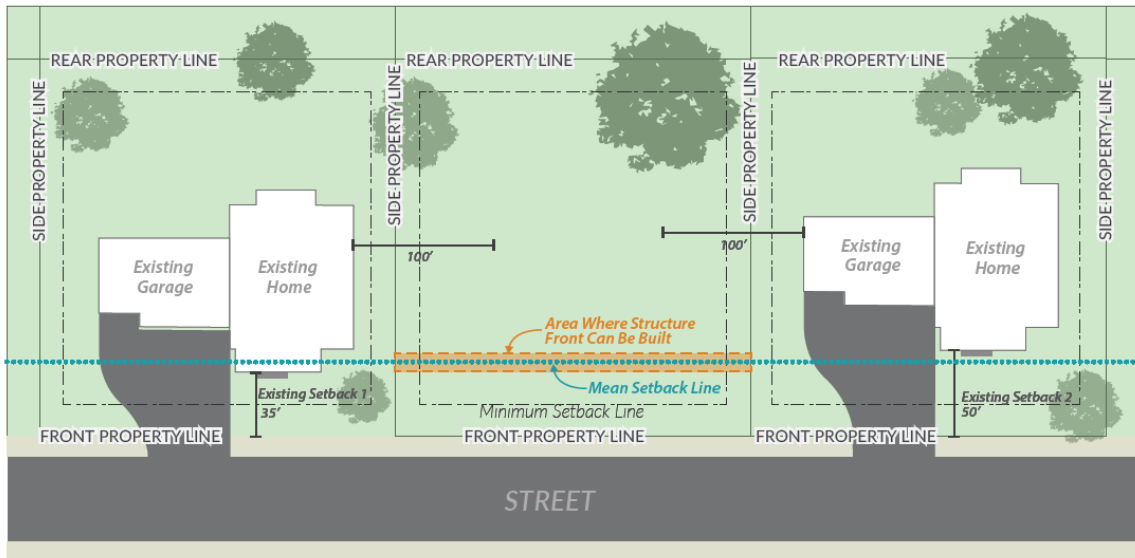 REAR PROPERTY LINE
REAR PROPERTY LINE
REAR PROPERTY LINE
SIDE PROPERTY LINE
SIDE PROPERTY LINE
SIDE PROPERTY LINE
SIDE PROPERTY LINE
100’
100’
Existing
Garage
Existing
Home
Existing
Garage
Existing
Home
Area Where Structure
Front Can Be Built
Mean Setback Line
Existing Setback 1
35’
Minimum Setback Line
Existing Setback 2
50’
FRONT PROPERTY LINE
FRONT PROPERTY LINE
FRONT PROPERTY LINE
STREET